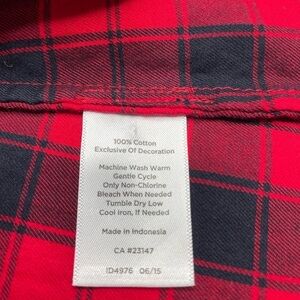 100% Cotton
Exclusive Of Decoration
Machine Wash Warm
Gentle Cycle
Only Non-Chlorine
Bleach When Needed
Tumble Dry Low
Cool Iron, If Needed
Made in Indonesia
CA #23147
ID4976 06/15